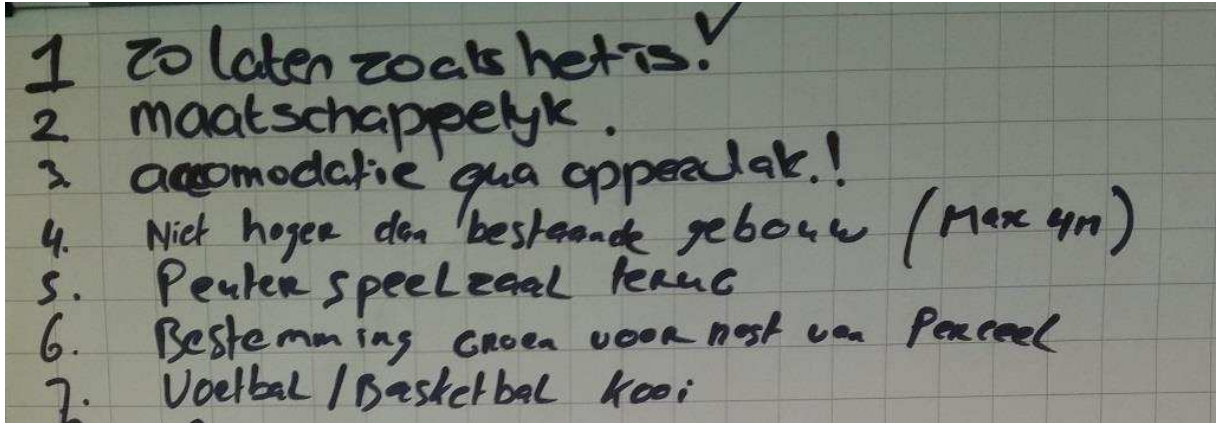 1 zo laten zoals het is.!
2 maatschappelyk.
3. accomodatie qua opperulak.!
4. Niet hoger dan bestaande gebouw (Max 4m)
5. Peuter speelzaal terug
6. Bestemming groen voor rest van Perceel
7. Voetbal / Basketbal kooi